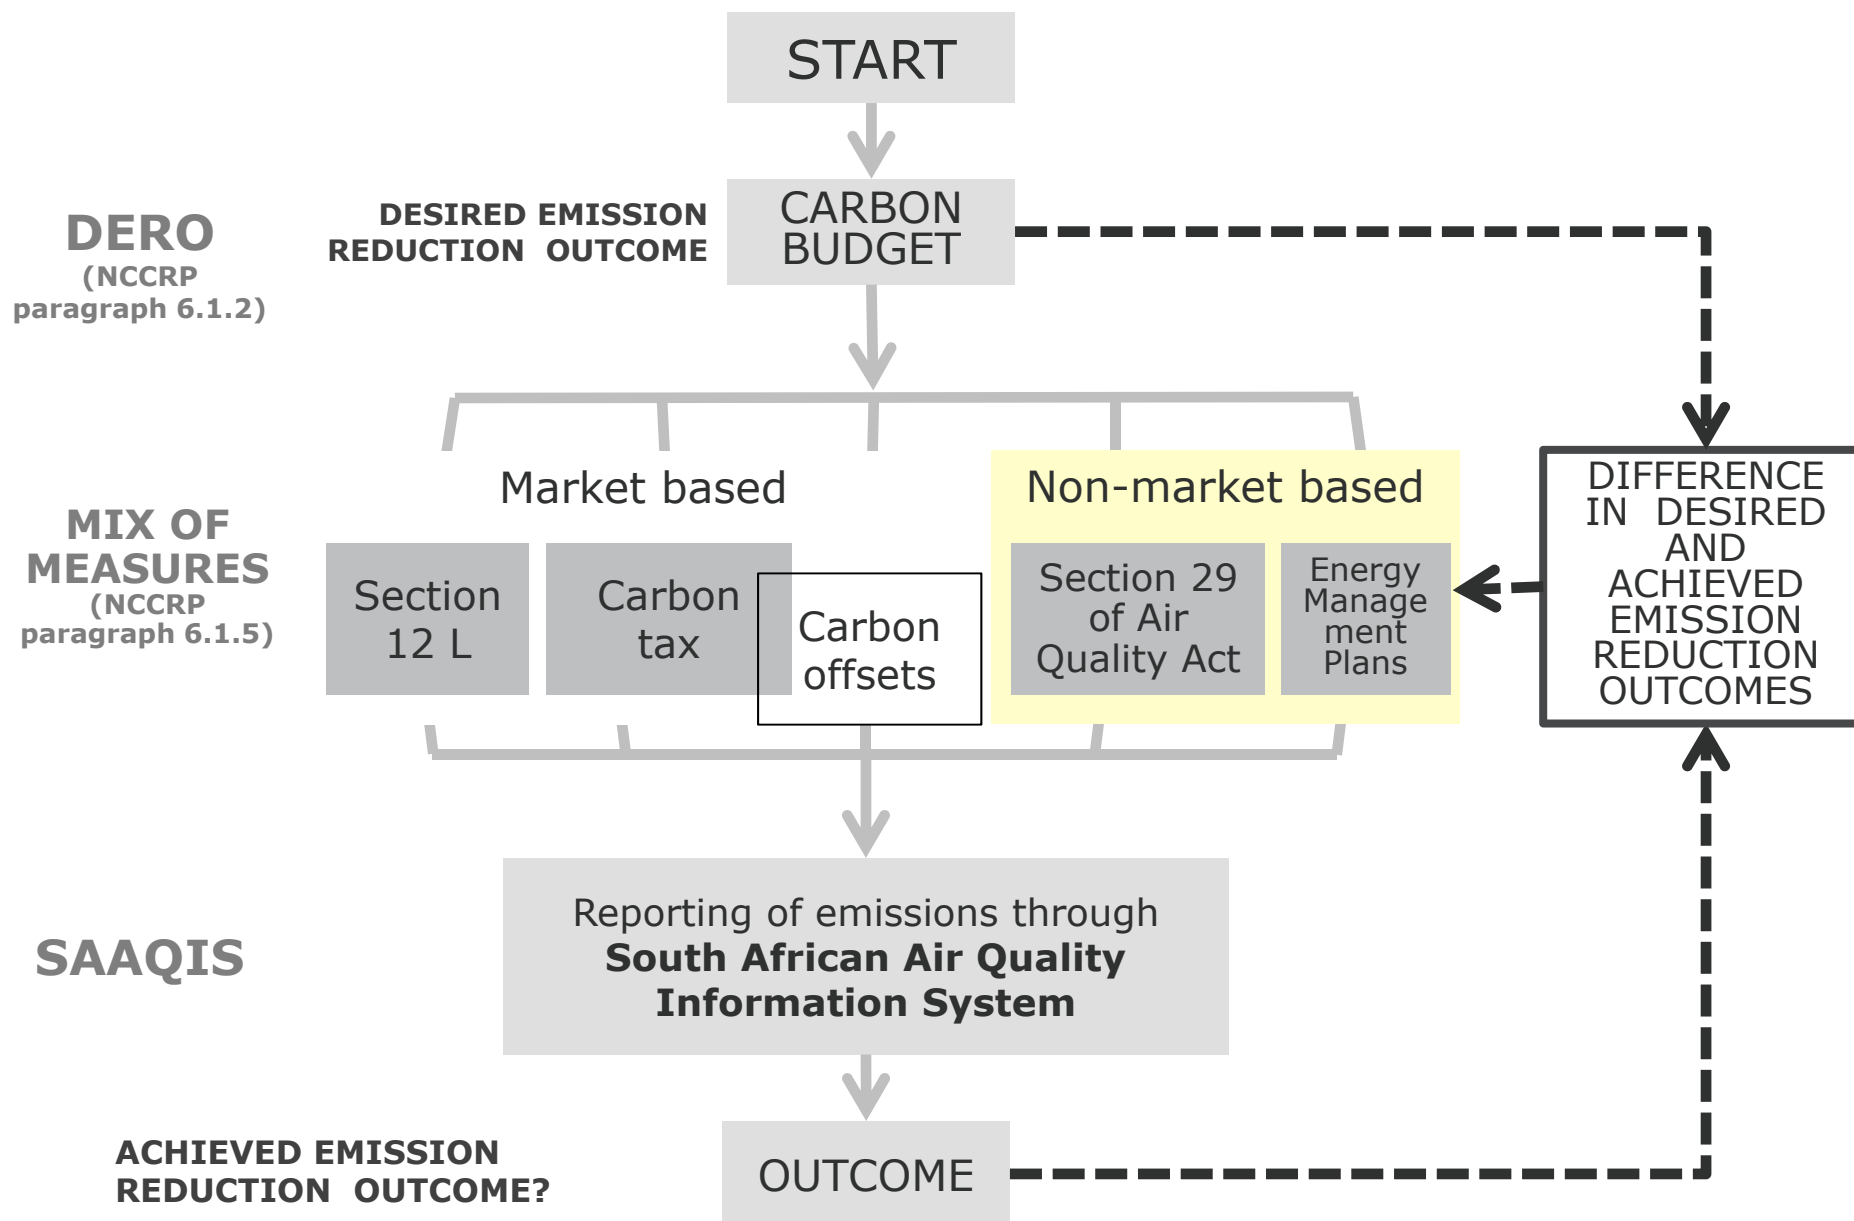 START
DERO
(NCCRP
paragraph 6.1.2)
DESIRED EMISSION
REDUCTION OUTCOME
CARBON
BUDGET
MIX OF
MEASURES
(NCCRP
paragraph 6.1.5)
Market based
Section
12 L
Carbon
tax
Carbon
offsets
Non-market based
Section 29
of Air
Quality Act
Energy
Manage
ment
Plans
DIFFERENCE
IN DESIRED
AND
ACHIEVED
EMISSION
REDUCTION
OUTCOMES
SAAQIS
Reporting of emissions through
South African Air Quality
Information System
ACHIEVED EMISSION
REDUCTION OUTCOME?
OUTCOME